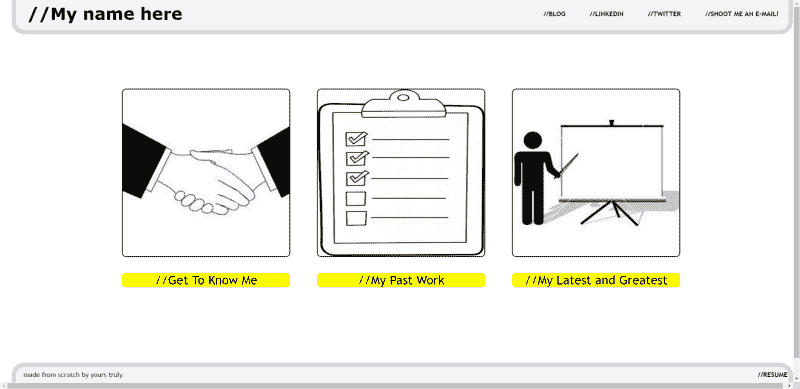 //My name here
//BLOG //LINKEDIN //TWITTER //SHOOT ME AN E-MAIL!
//Get To Know Me //My Past Work //My Latest and Greatest
made from scratch by yours truly //RESUME